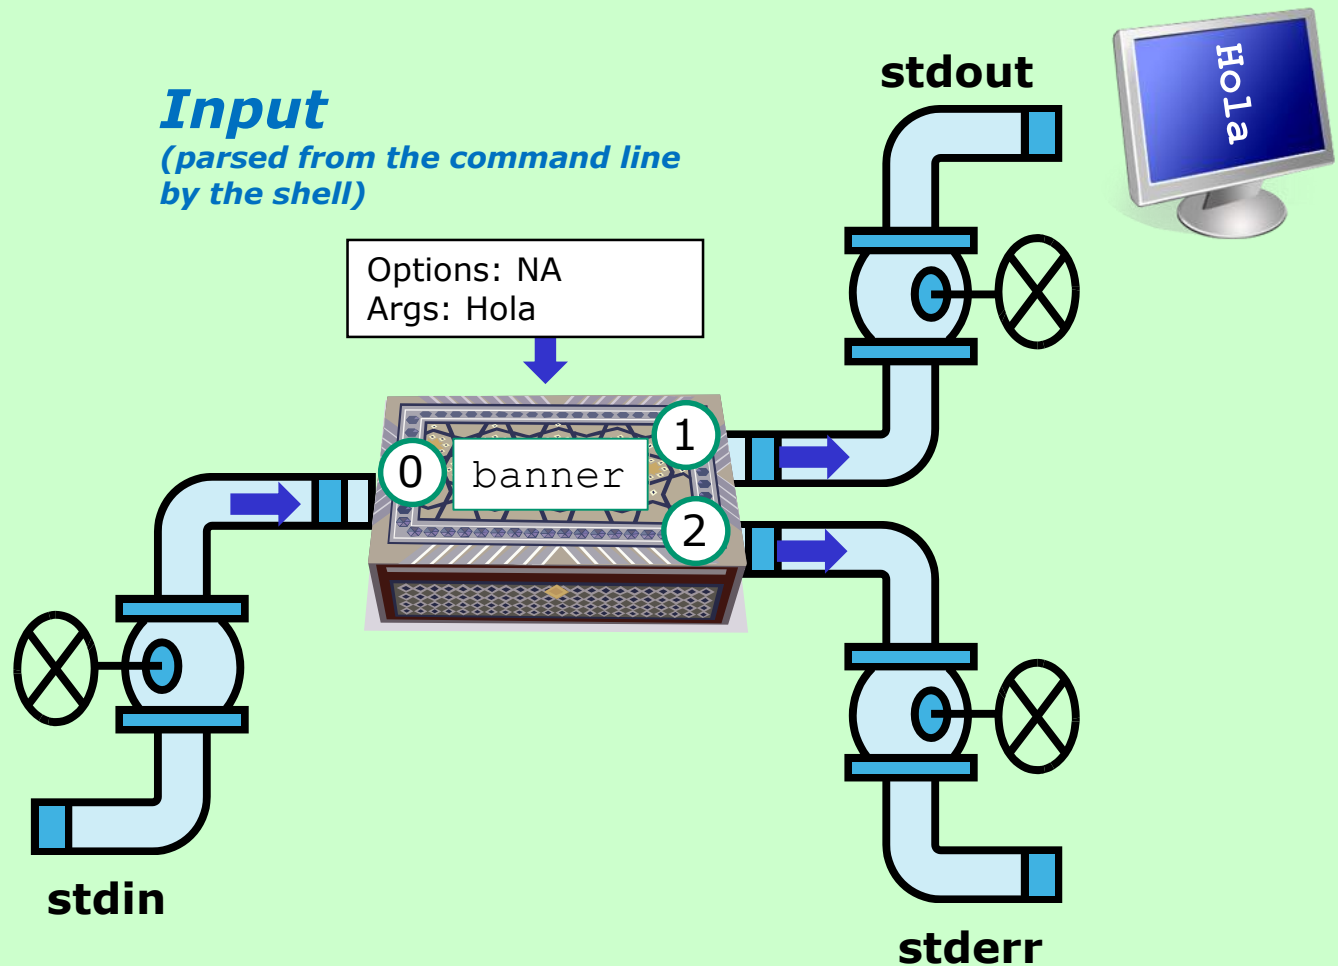 stdout
Hola
Input
(parsed from the command line
by the shell)
Options: NA
Args: Hola
1
0
banner
2
stdin
stderr